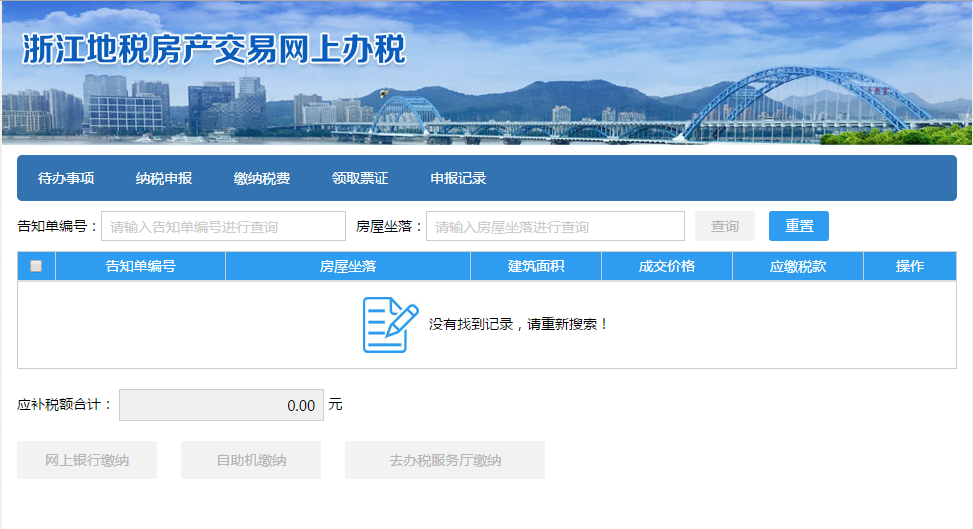 浙江地税房产交易网上办税
待办事项 纳税申报 缴纳税费 领取票证 申报记录
告知单编号： 请输入告知单编号进行查询 房屋坐落： 请输入房屋坐落进行查询 查询 重置
告知单编号 房屋坐落 建筑面积 成交价格 应缴税款 操作
没有找到记录，请重新搜索！
应补税额合计： 0.00 元
网上银行缴纳 自助机缴纳 去办税服务厅缴纳